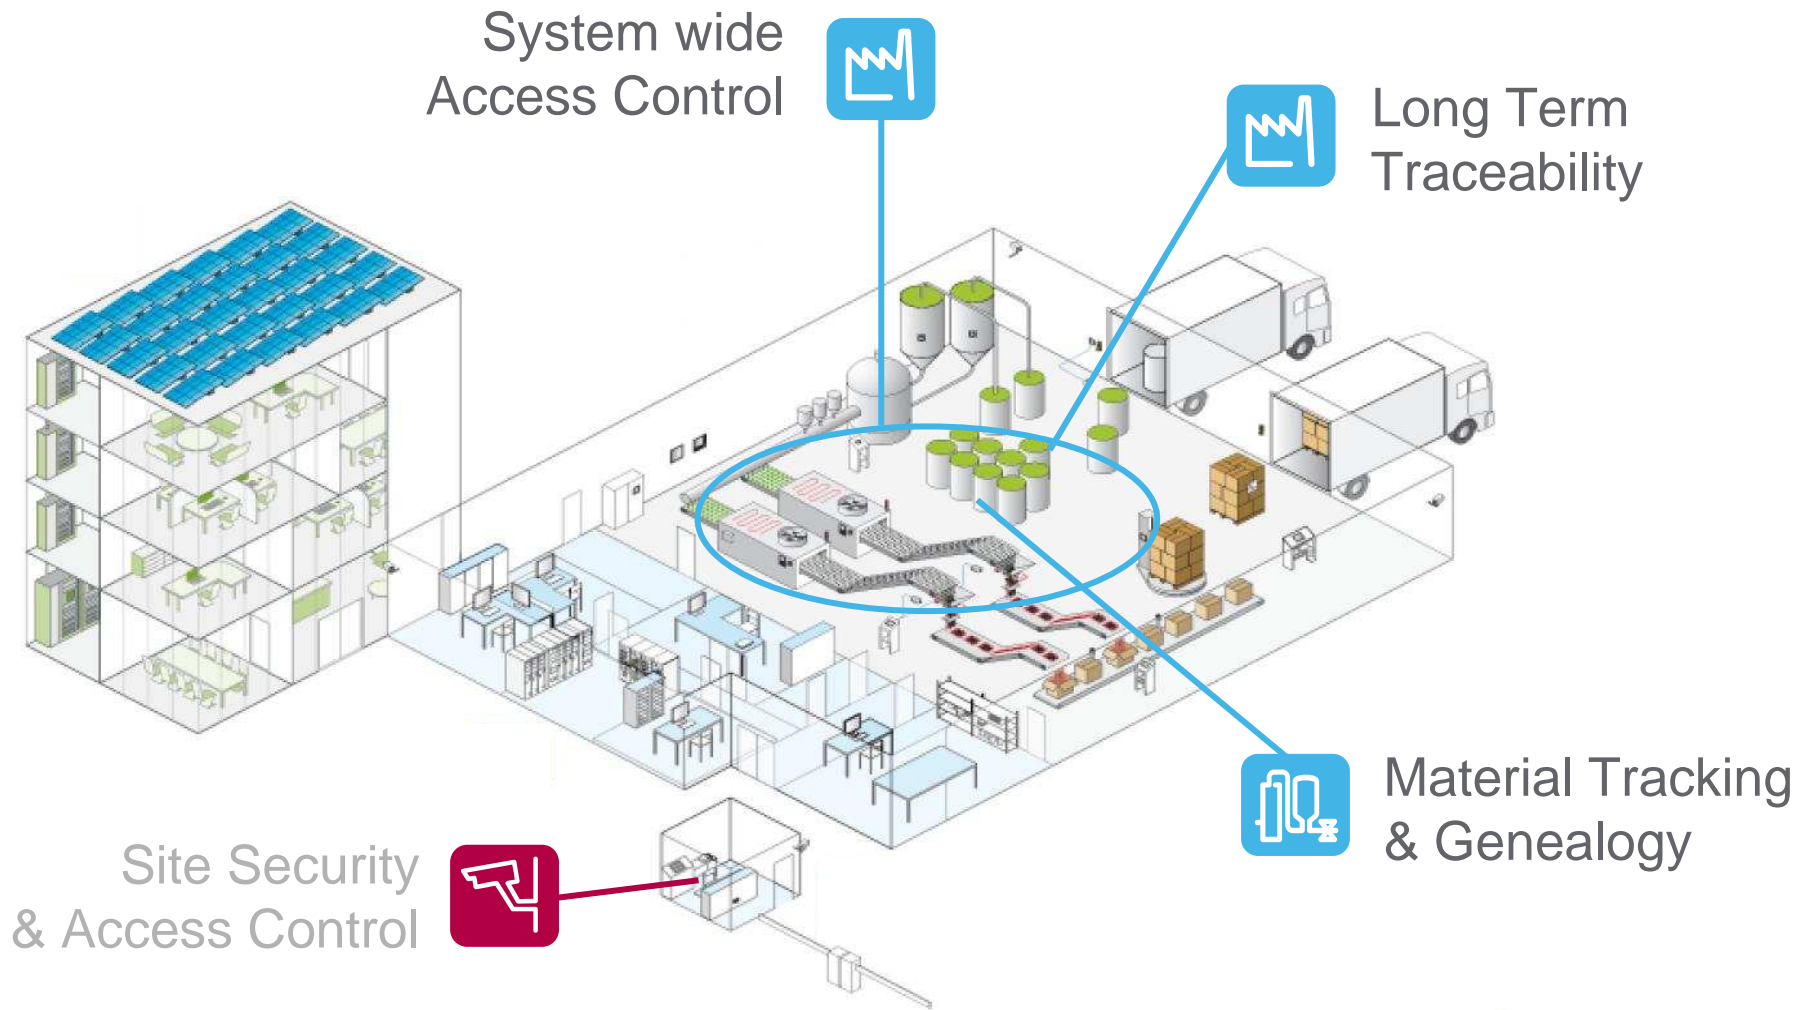 System wide
Access Control
Long Term
Traceability
Material Tracking
& Genealogy
Site Security
& Access Control